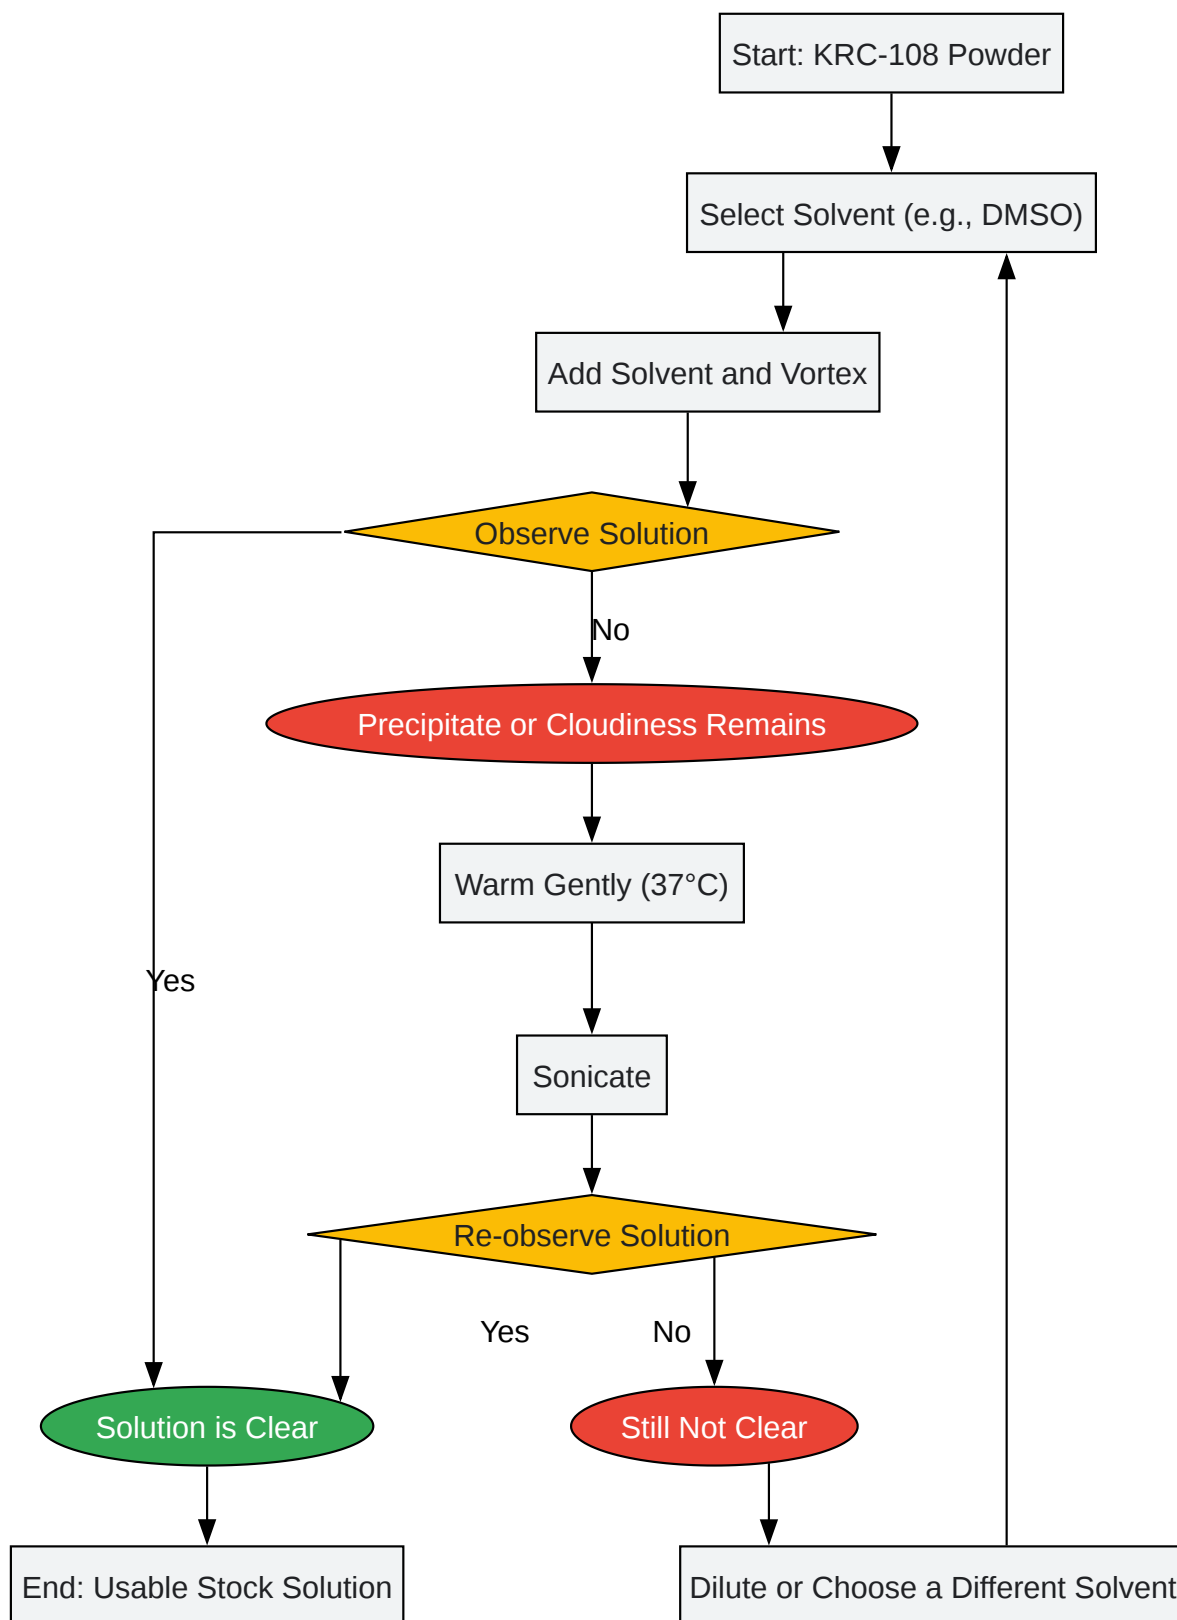 Start: KRC-108 Powder
Select Solvent (e.g., DMSO)
Add Solvent and Vortex
Observe Solution
No
Precipitate or Cloudiness Remains
Warm Gently (37°C)
Yes
Sonicate
Re-observe Solution
Yes
No
Solution is Clear
Still Not Clear
End: Usable Stock Solution
Dilute or Choose a Different Solvent